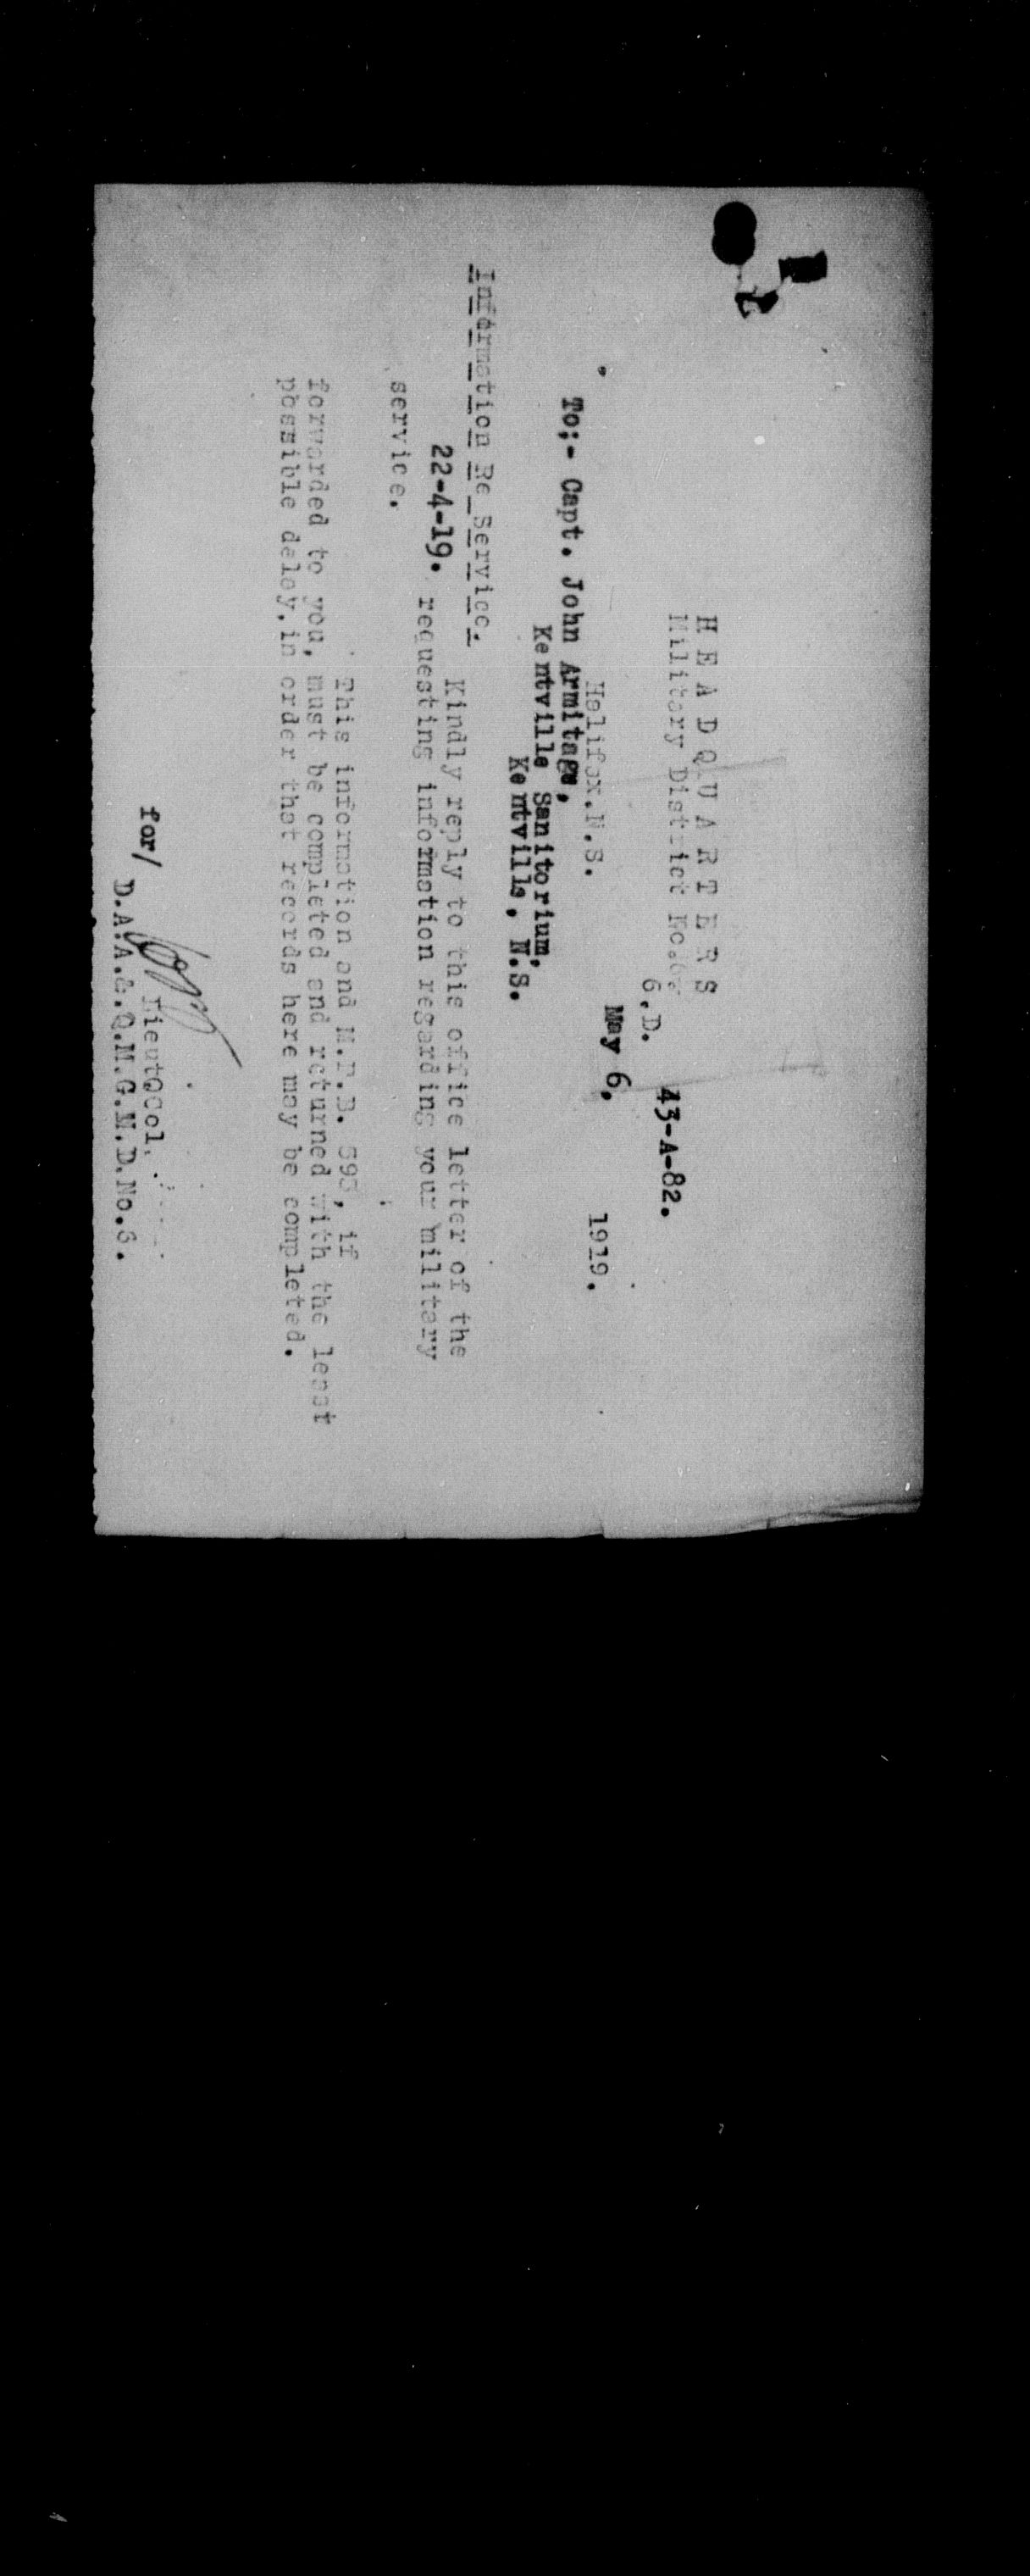 H E A D Q U A R T E R S
Military District No.6.
6.D. 43-A-82.
May 6, 1919.
Halifax.N.S.
To;- Capt. John Armitage,
Kentville Sanitorium,
Kentville, N.S.
Information Re Service.
Kindly reply to this office letter of the
22-4-19. requesting information regarding your military
service.
This information and M.F.B. , if
forwarded to you, must be completed and returned with the least
possible delay,in order that records here may be completed.
for/ Lieut.Col.
D.A.A.&.Q.M.G.M.D.No.6.